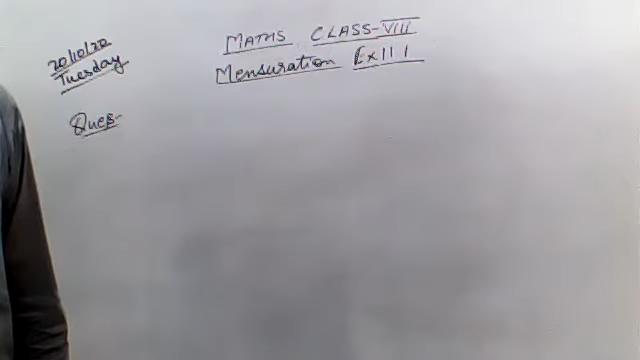 MATHS CLASS-VIII
20/10/20
Tuesday
Mensuration Ex 11 1
Ques-